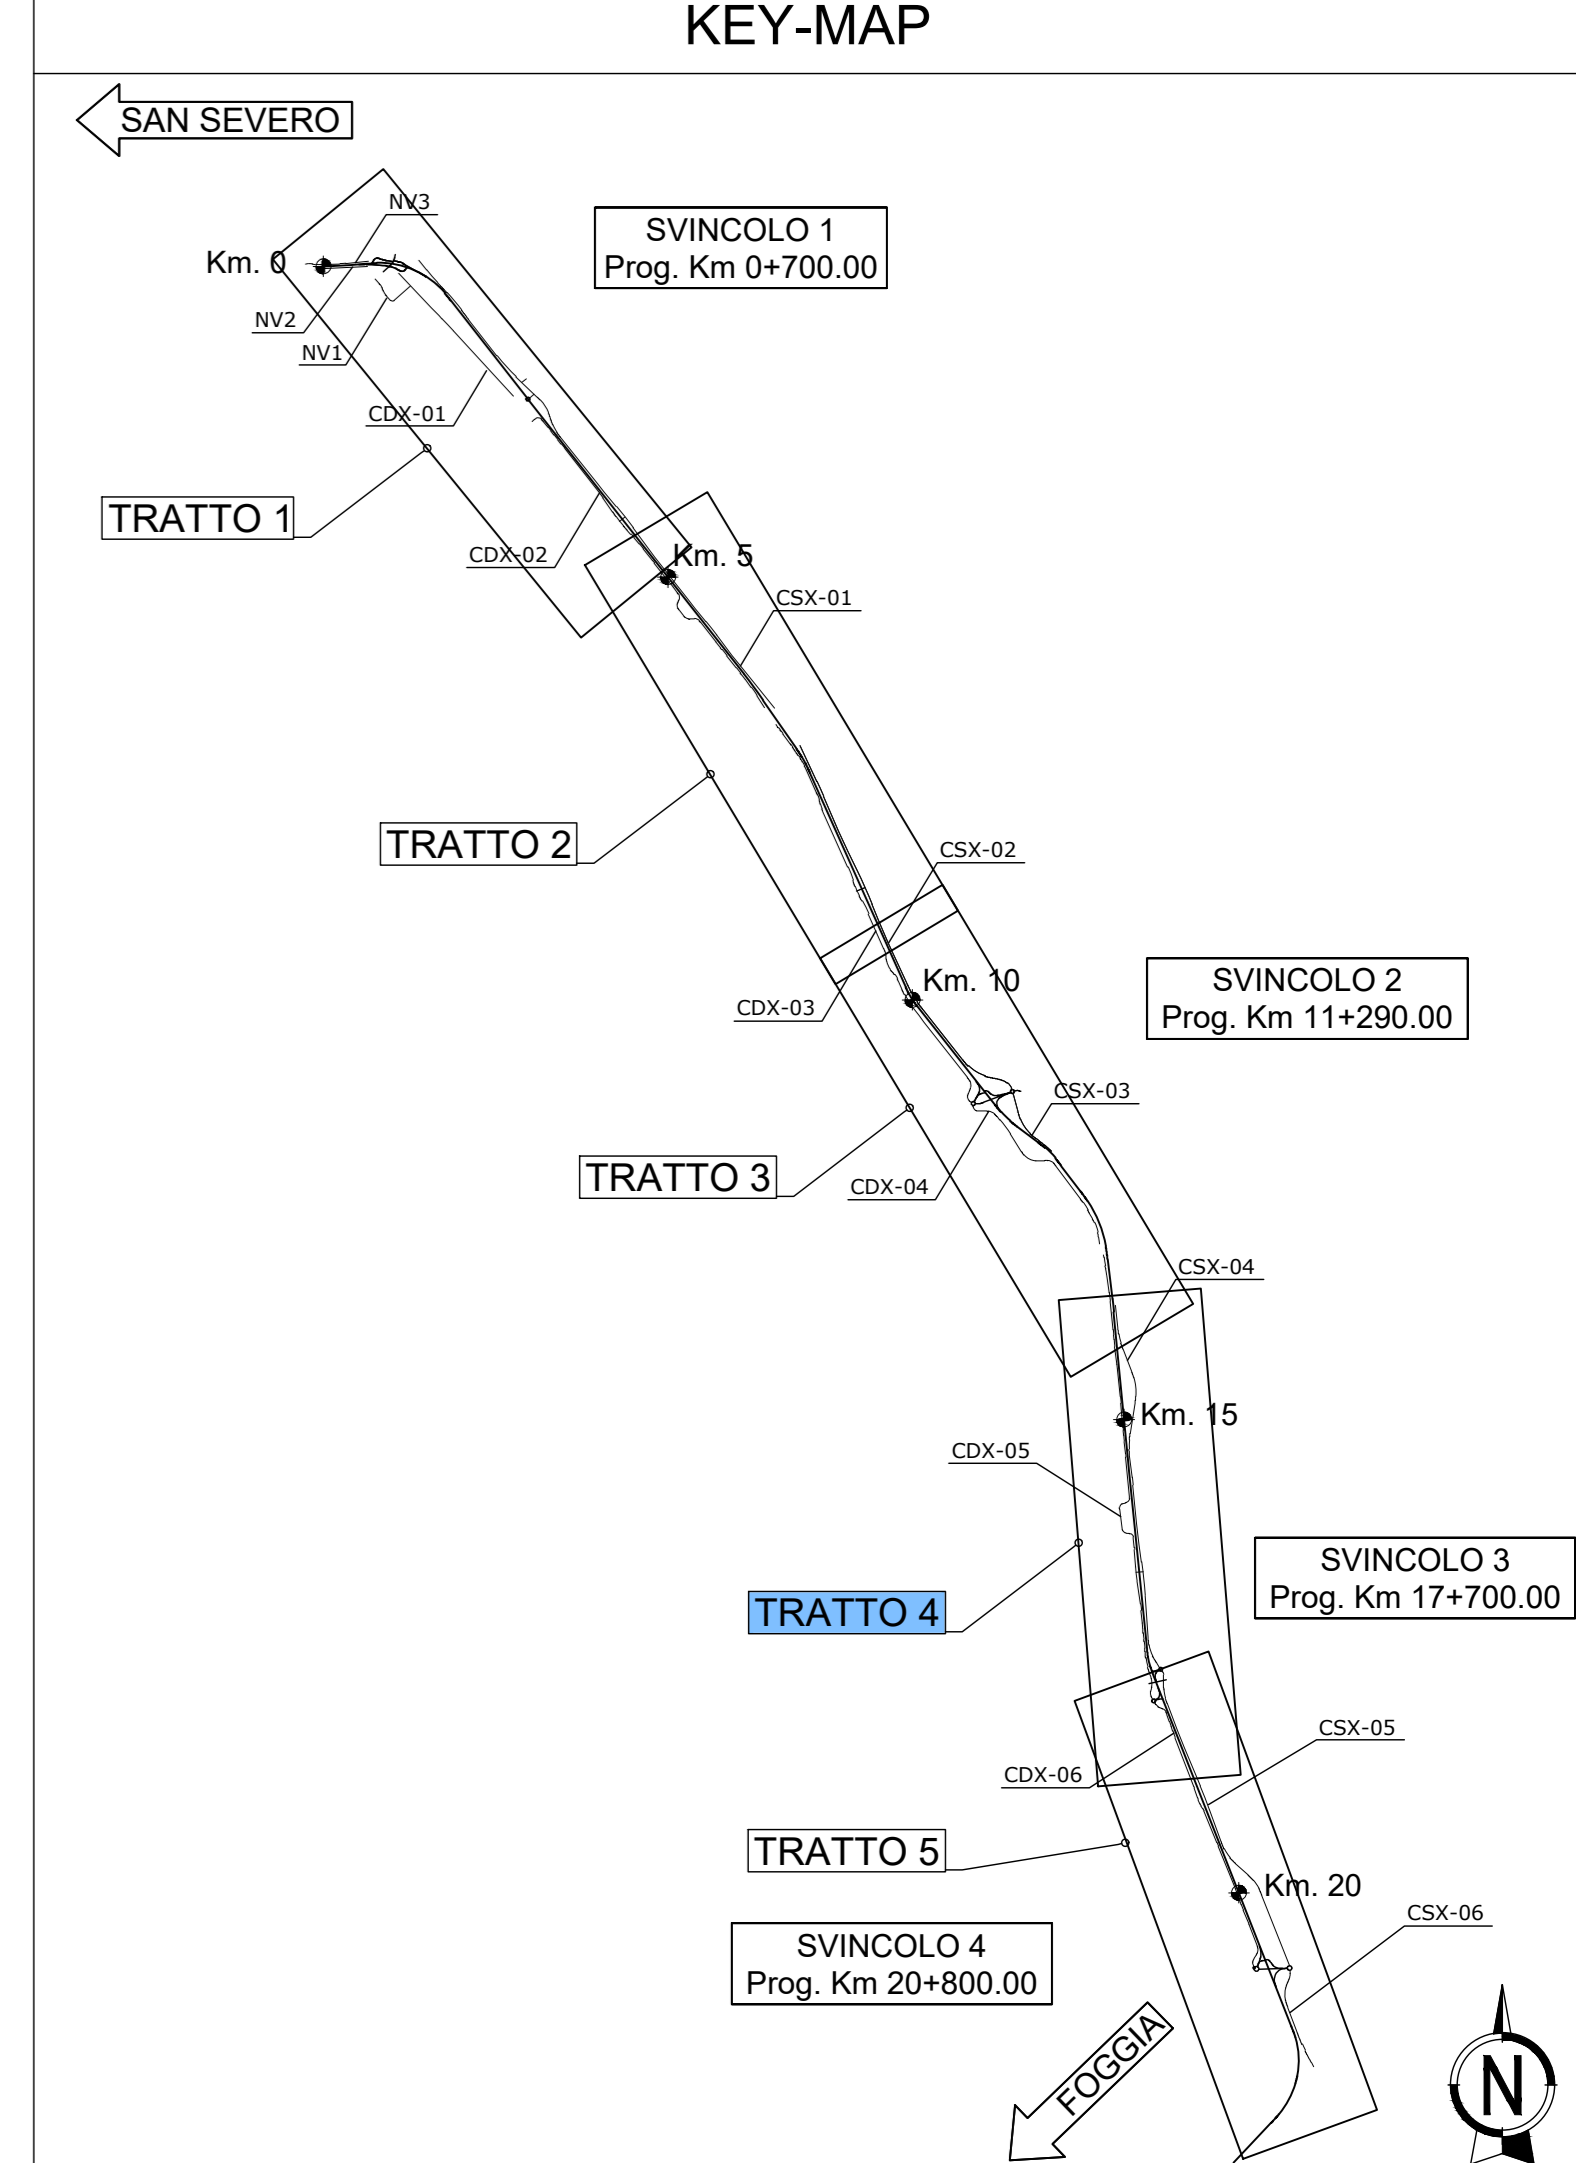 KEY-MAP
SAN SEVERO
NV3
SVINCOLO 1
Prog. Km 0+700.00
Km. 0
NV2
NV1
CDX-01
TRATTO 1
CDX-02
Km. 5
CSX-01
TRATTO 2
CSX-02
SVINCOLO 2
Prog. Km 11+290.00
Km. 10
CDX-03
CSX-03
TRATTO 3
CDX-04
CSX-04
Km. 15
CDX-05
SVINCOLO 3
Prog. Km 17+700.00
TRATTO 4
CSX-05
CDX-06
TRATTO 5
Km. 20
CSX-06
SVINCOLO 4
Prog. Km 20+800.00
FOGGIA
N